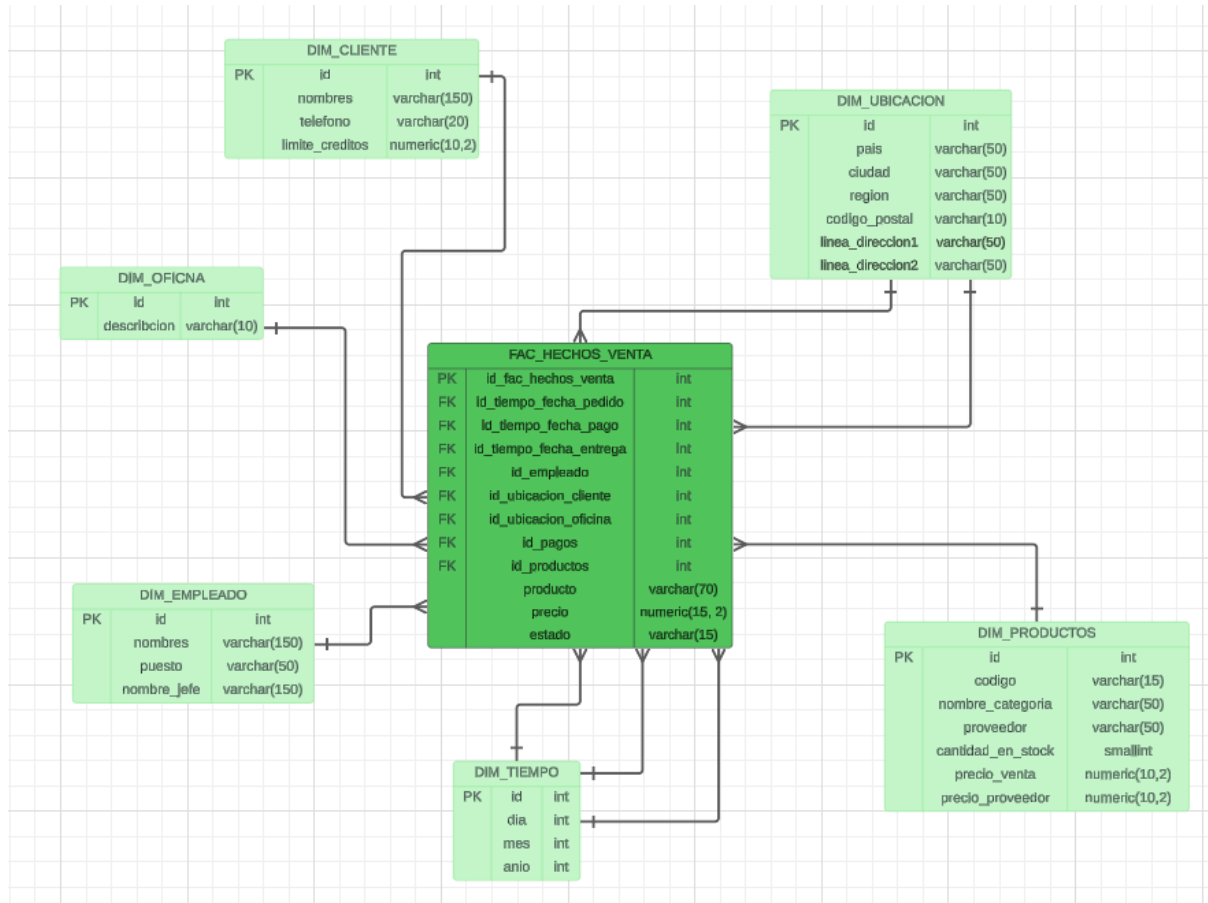 DIM_CLIENTE
PK id int
nombres varchar(150)
telefono varchar(20)
limite_creditos numeric(10,2)
DIM_UBICACION
PK id int
pais varchar(50)
ciudad varchar(50)
region varchar(50)
codigo_postal varchar(10)
linea_direccion1 varchar(50)
linea_direccion2 varchar(50)
DIM_OFICNA
PK id int
describcion varchar(10)
FAC_HECHOS_VENTA
PK id_fac_hechos_venta int
FK id_tiempo_fecha_pedido int
FK id_tiempo_fecha_pago int
FK id_tiempo_fecha_entrega int
FK id_empleado int
FK id_ubicacion_cliente int
FK id_ubicacion_oficina int
FK id_pagos int
FK id_productos int
producto varchar(70)
precio numeric(15, 2)
estado varchar(15)
DIM_EMPLEADO
PK id int
nombres varchar(150)
puesto varchar(50)
nombre_jefe varchar(150)
DIM_PRODUCTOS
PK id int
codigo varchar(15)
nombre_categoria varchar(50)
proveedor varchar(50)
cantidad_en_stock smallint
precio_venta numeric(10,2)
precio_proveedor numeric(10,2)
DIM_TIEMPO
PK id int
dia int
mes int
anio int